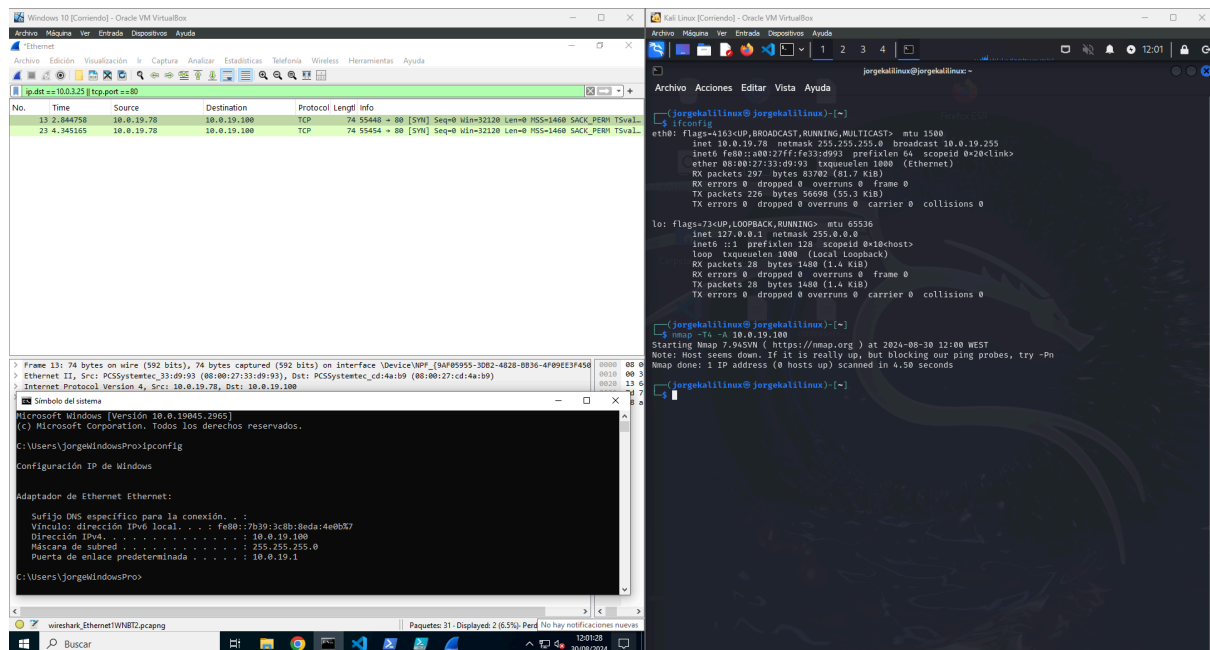 Windows 10 [Corriendo] - Oracle VM VirtualBox
Archivo Máquina Ver Entrada Dispositivos Ayuda
*Ethernet
Archivo Edición Visualización Ir Captura Analizar Estadísticas Telefonía Wireless Herramientas Ayuda
ip.dst ==10.0.3.25 || tcp.port ==80
No. Time Source Destination Protocol Lengtl Info
13 2.844758 10.0.19.78 10.0.19.100 TCP 74 55448 → 80 [SYN] Seq=0 Win=32120 Len=0 MSS=1460 SACK_PERM TSval…
23 4.345165 10.0.19.78 10.0.19.100 TCP 74 55454 → 80 [SYN] Seq=0 Win=32120 Len=0 MSS=1460 SACK_PERM TSval…
Frame 13: 74 bytes on wire (592 bits), 74 bytes captured (592 bits) on interface \Device\NPF_{9AF05955-3DB2-4828-BB36-4F09EE3F450
Ethernet II, Src: PCSSystemtec_33:d9:93 (08:00:27:33:d9:93), Dst: PCSSystemtec_cd:4a:b9 (08:00:27:cd:4a:b9)
Internet Protocol Version 4, Src: 10.0.19.78, Dst: 10.0.19.100
0000 08 0
0010 00 3
0020 13 6
Símbolo del sistema
Microsoft Windows [Versión 10.0.19045.2965]
(c) Microsoft Corporation. Todos los derechos reservados.
C:\Users\jorgeWindowsPro>ipconfig
Configuración IP de Windows
Adaptador de Ethernet Ethernet:
Sufijo DNS específico para la conexión. . :
Vínculo: dirección IPv6 local. . . : fe80::7b39:3c8b:8eda:4e0b%7
Dirección IPv4. . . . . . . . . . . . . . : 10.0.19.100
Máscara de subred . . . . . . . . . . . . : 255.255.255.0
Puerta de enlace predeterminada . . . . . : 10.0.19.1
C:\Users\jorgeWindowsPro>
wireshark_Ethernet1WNBT2.pcapng
Paquetes: 31 · Displayed: 2 (6.5%) · Perd
No hay notificaciones nuevas
Buscar
12:01:28
30/08/2024
Kali Linux [Corriendo] - Oracle VM VirtualBox
Archivo Máquina Ver Entrada Dispositivos Ayuda
1 2 3 4
12:01
jorgekalilinux@jorgekalilinux: ~
Archivo Acciones Editar Vista Ayuda
┌──(jorgekalilinux㉿jorgekalilinux)-[~]
└─$ ifconfig
eth0: flags=4163<UP,BROADCAST,RUNNING,MULTICAST> mtu 1500
inet 10.0.19.78 netmask 255.255.255.0 broadcast 10.0.19.255
inet6 fe80::a00:27ff:fe33:d993 prefixlen 64 scopeid 0×20<link>
ether 08:00:27:33:d9:93 txqueuelen 1000 (Ethernet)
RX packets 297 bytes 83702 (81.7 KiB)
RX errors 0 dropped 0 overruns 0 frame 0
TX packets 226 bytes 56698 (55.3 KiB)
TX errors 0 dropped 0 overruns 0 carrier 0 collisions 0
lo: flags=73<UP,LOOPBACK,RUNNING> mtu 65536
inet 127.0.0.1 netmask 255.0.0.0
inet6 ::1 prefixlen 128 scopeid 0×10<host>
loop txqueuelen 1000 (Local Loopback)
RX packets 28 bytes 1480 (1.4 KiB)
RX errors 0 dropped 0 overruns 0 frame 0
TX packets 28 bytes 1480 (1.4 KiB)
TX errors 0 dropped 0 overruns 0 carrier 0 collisions 0
┌──(jorgekalilinux㉿jorgekalilinux)-[~]
└─$ nmap -T4 -A 10.0.19.100
Starting Nmap 7.94SVN ( https://nmap.org ) at 2024-08-30 12:00 WEST
Note: Host seems down. If it is really up, but blocking our ping probes, try -Pn
Nmap done: 1 IP address (0 hosts up) scanned in 4.50 seconds
┌──(jorgekalilinux㉿jorgekalilinux)-[~]
└─$